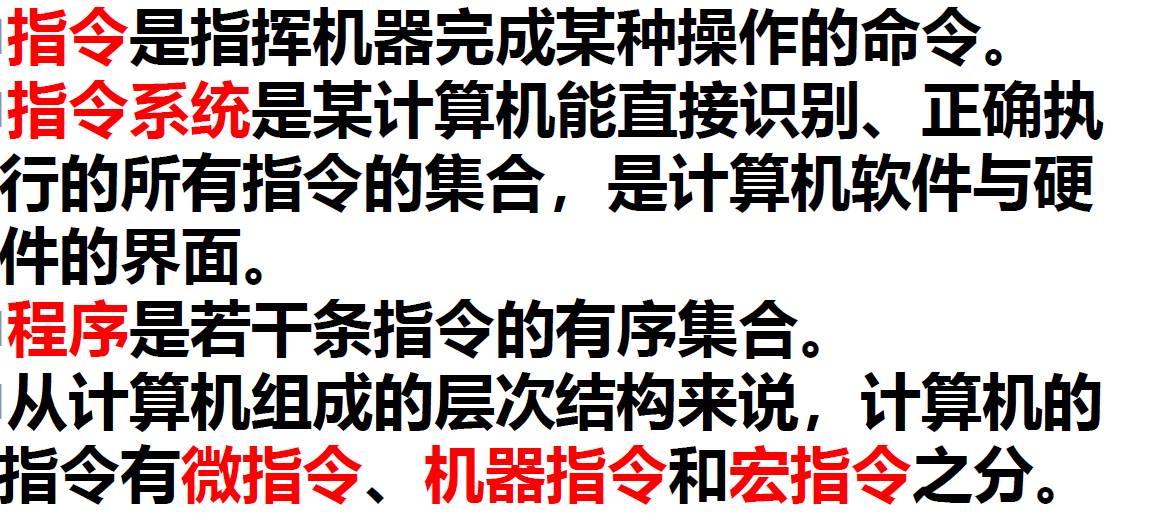 指令是指挥机器完成某种操作的命令。
指令系统是某计算机能直接识别、正确执
行的所有指令的集合，是计算机软件与硬
件的界面。
程序是若干条指令的有序集合。
从计算机组成的层次结构来说，计算机的
指令有微指令、机器指令和宏指令之分。